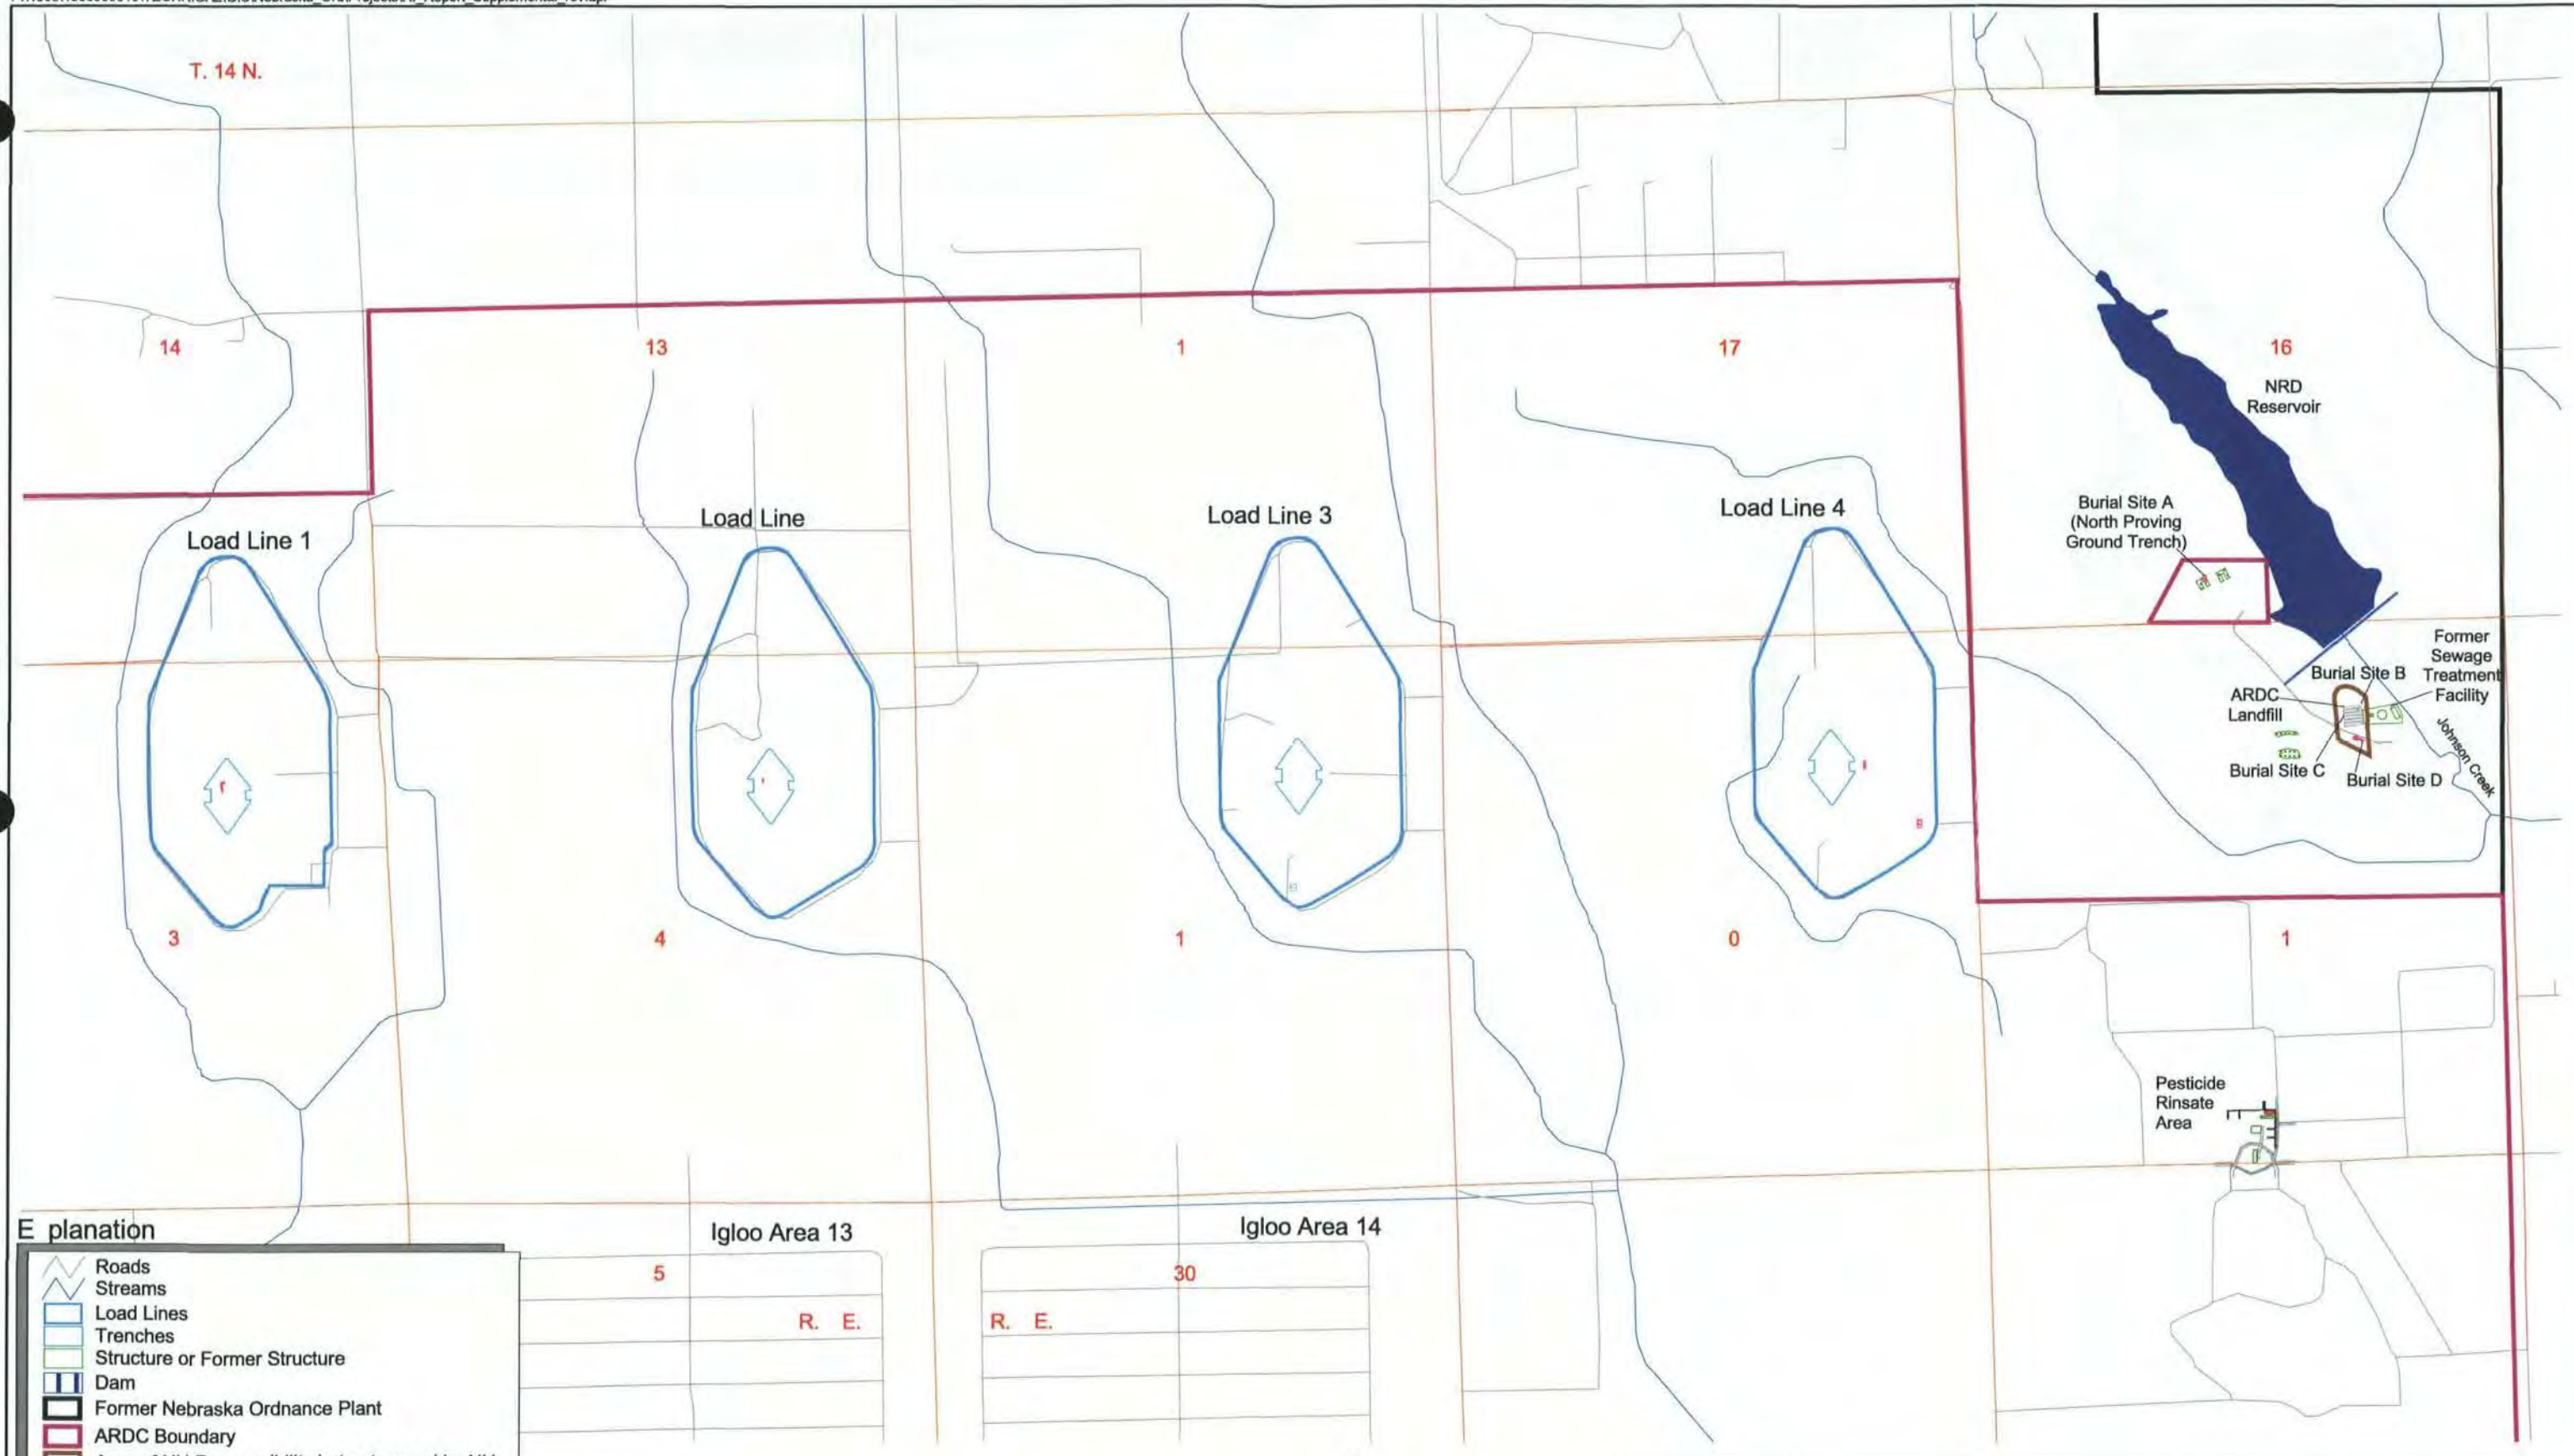 T. 14 N.
14
13
1
17
16
NRD
Reservoir
Load Line 1
Load Line
Load Line 3
Load Line 4
Burial Site A
(North Proving
Ground Trench)
Former
Sewage
Treatment
Facility
Burial Site B
ARDC
Landfill
Johnson Creek
Burial Site C
Burial Site D
3
4
1
0
1
Pesticide
Rinsate
Area
Igloo Area 13
Igloo Area 14
5
30
R. E.
R. E.
E planation
Roads
Streams
Load Lines
Trenches
Structure or Former Structure
Dam
Former Nebraska Ordnance Plant
ARDC Boundary